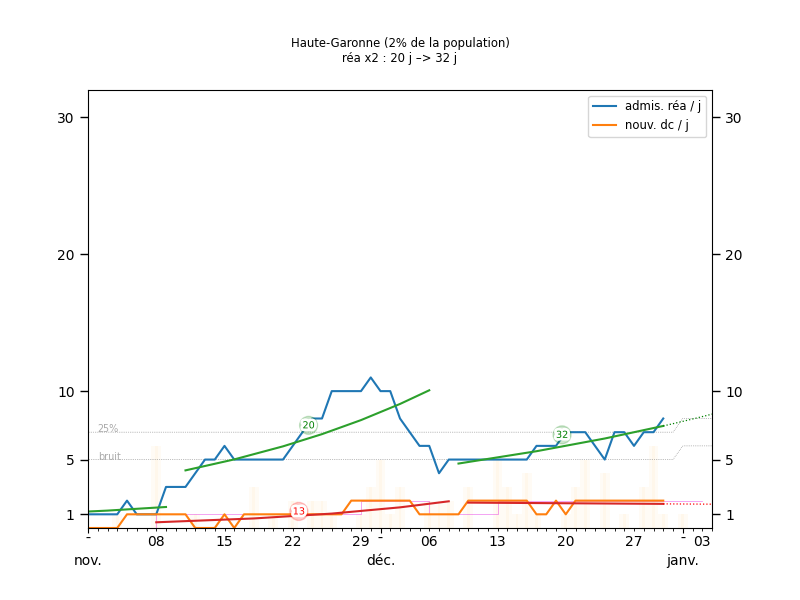 Haute-Garonne (2% de la population)
réa x2 : 20 j –> 32 j
admis. réa / j
nouv. dc / j
30 30
20 20
10 10
25%
20 32
bruit
5 5
13
1 1
- 08 15 22 29 - 06 13 20 27 - 03
nov. déc. janv.